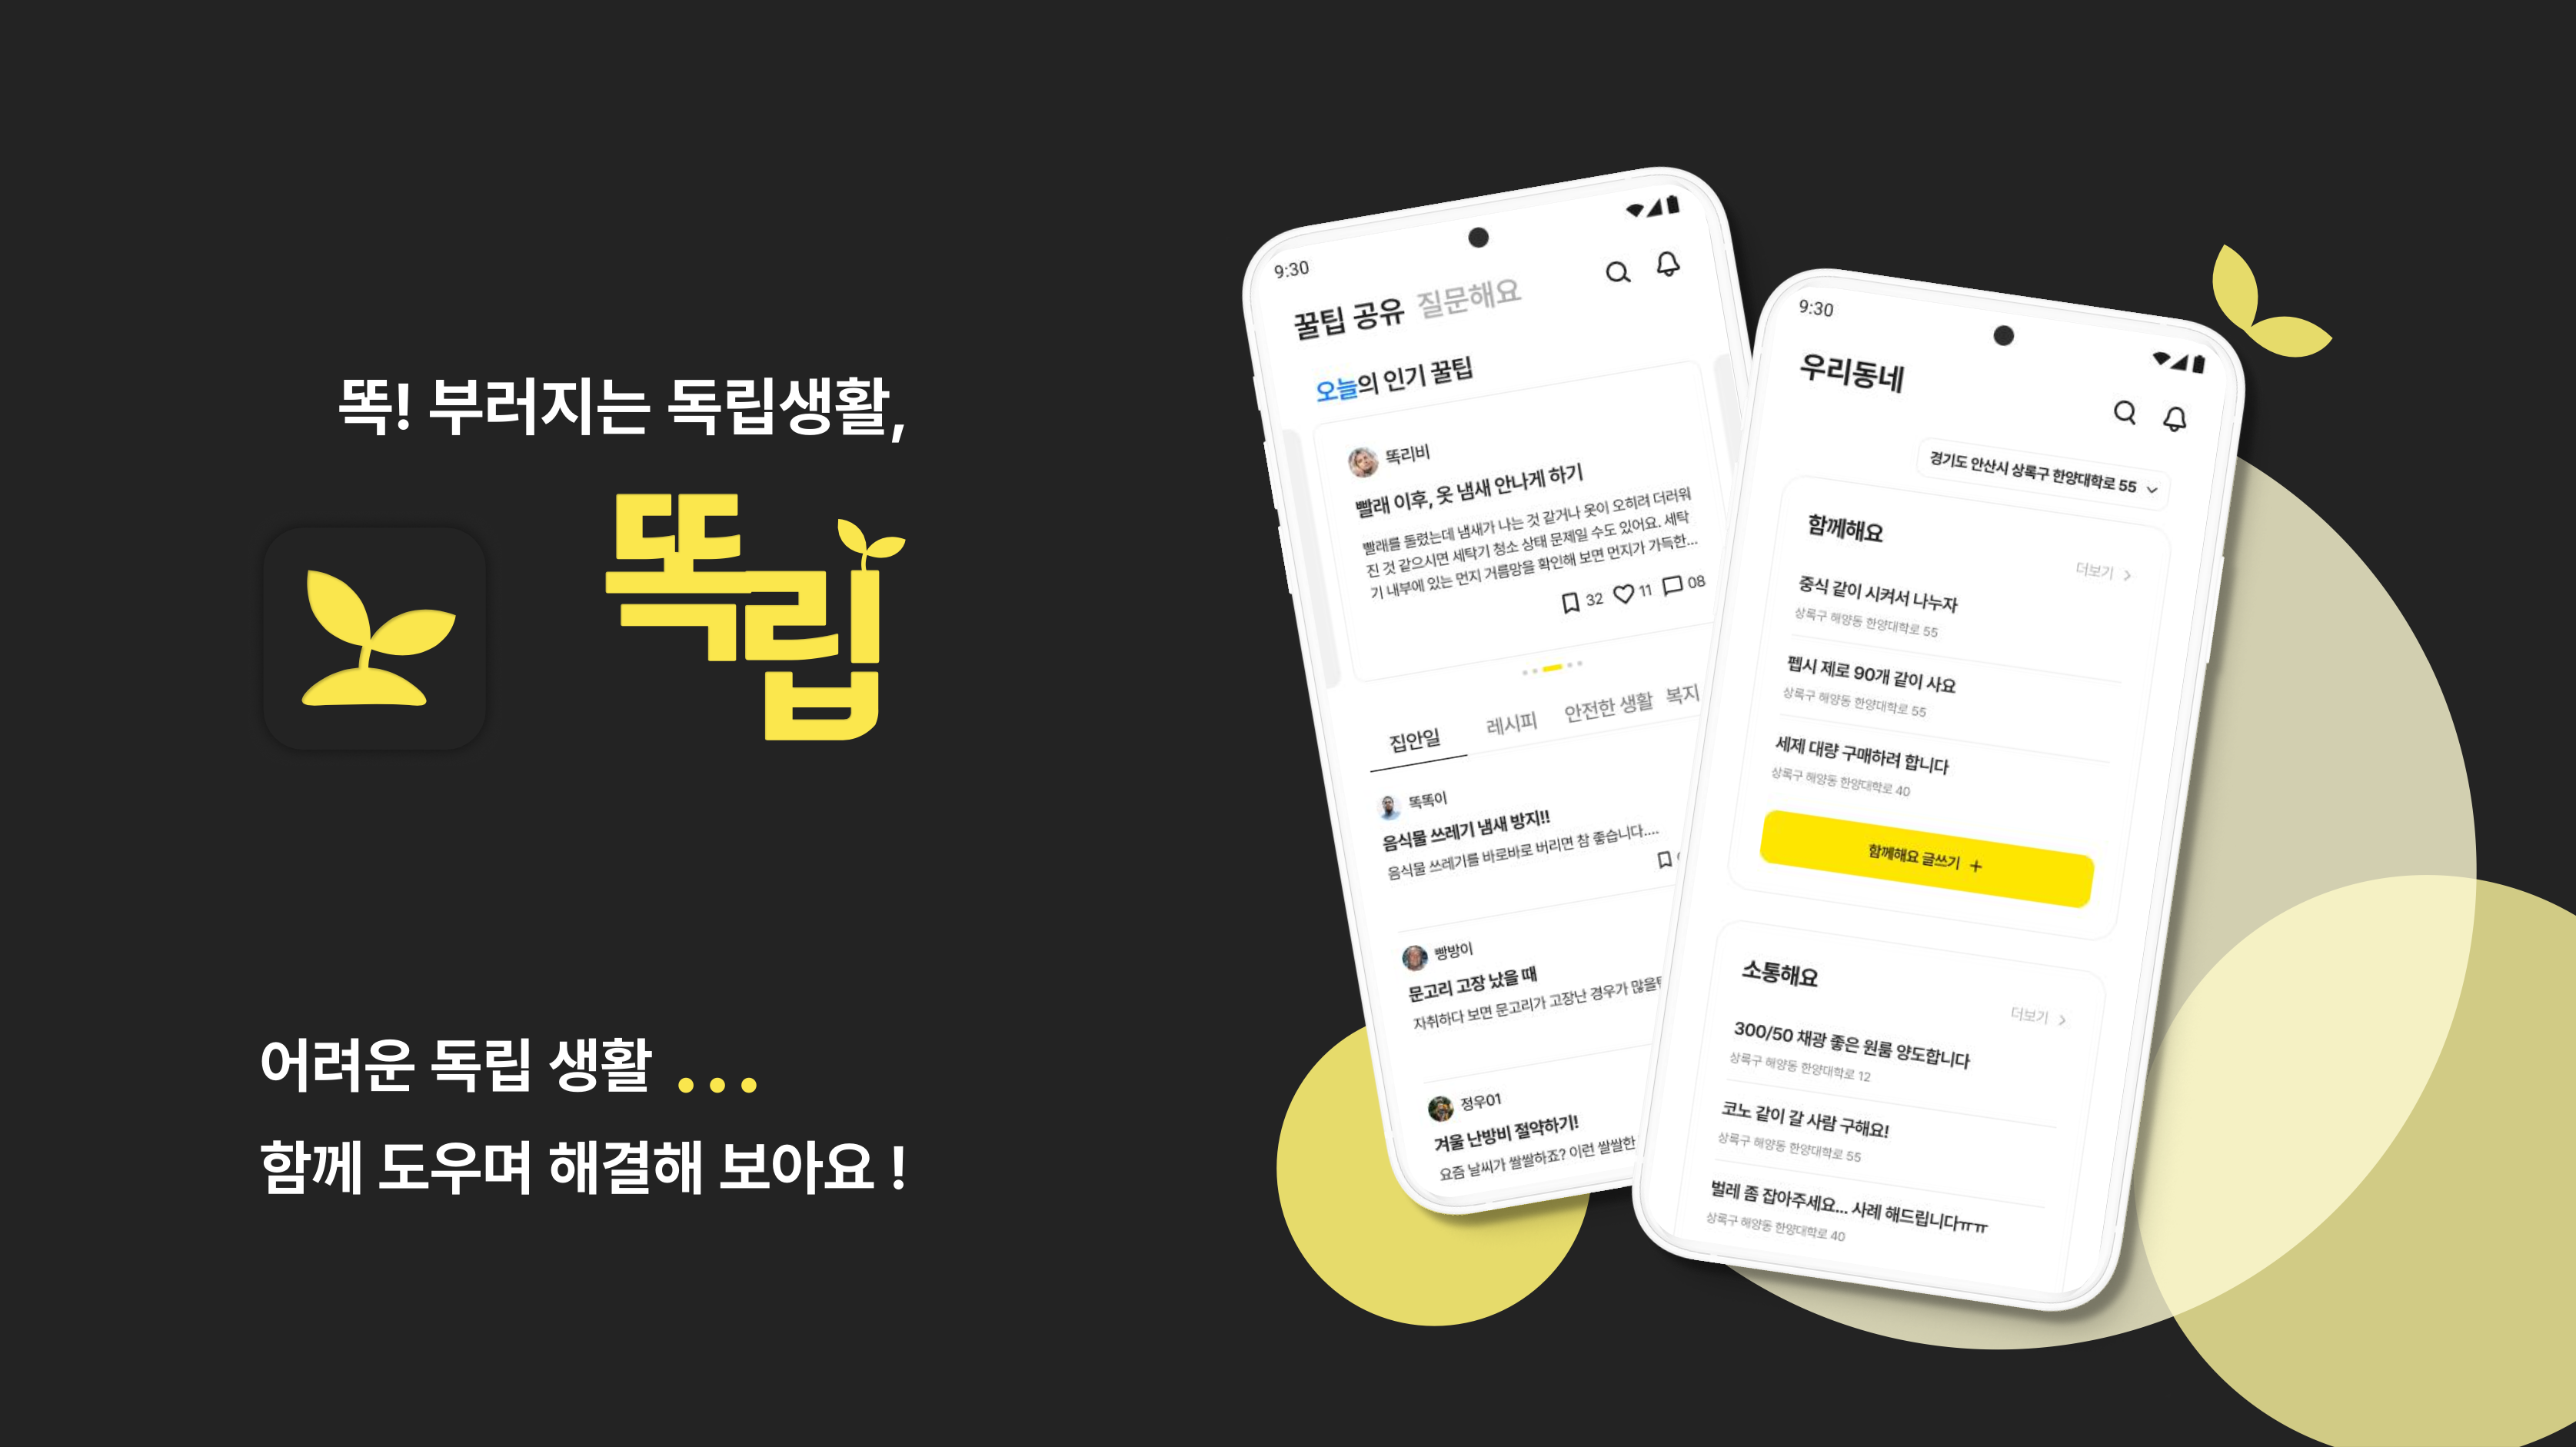 똑! 부러지는 독립생활,
똑립
어려운 독립 생활 ...
함께 도우며 해결해 보아요 !
9:30
꿀팁 공유 질문해요
오늘의 인기 꿀팁
똑리비
빨래 이후, 옷 냄새 안나게 하기
빨래를 돌렸는데 냄새가 나는 것 같거나 옷이 오히려 더러워
진 것 같으시면 세탁기 청소 상태 문제일 수도 있어요. 세탁
기 내부에 있는 먼지 거름망을 확인해 보면 먼지가 가득한...
32 11 08
집안일 레시피 안전한 생활 복지
똑똑이
음식물 쓰레기 냄새 방지!!
음식물 쓰레기를 바로바로 버리면 참 좋습니다....
빵방이
문고리 고장 났을 때
자취하다 보면 문고리가 고장난 경우가 많을
정우01
겨울 난방비 절약하기!
요즘 날씨가 쌀쌀하죠? 이런 쌀쌀한
9:30
우리동네
경기도 안산시 상록구 한양대학로 55
함께해요
더보기
중식 같이 시켜서 나누자
상록구 해양동 한양대학로 55
펩시 제로 90개 같이 사요
상록구 해양동 한양대학로 55
세제 대량 구매하려 합니다
상록구 해양동 한양대학로 40
함께해요 글쓰기 +
소통해요
더보기
300/50 채광 좋은 원룸 양도합니다
상록구 해양동 한양대학로 12
코노 같이 갈 사람 구해요!
상록구 해양동 한양대학로 55
벌레 좀 잡아주세요... 사례 해드립니다ㅠㅠ
상록구 해양동 한양대학로 40